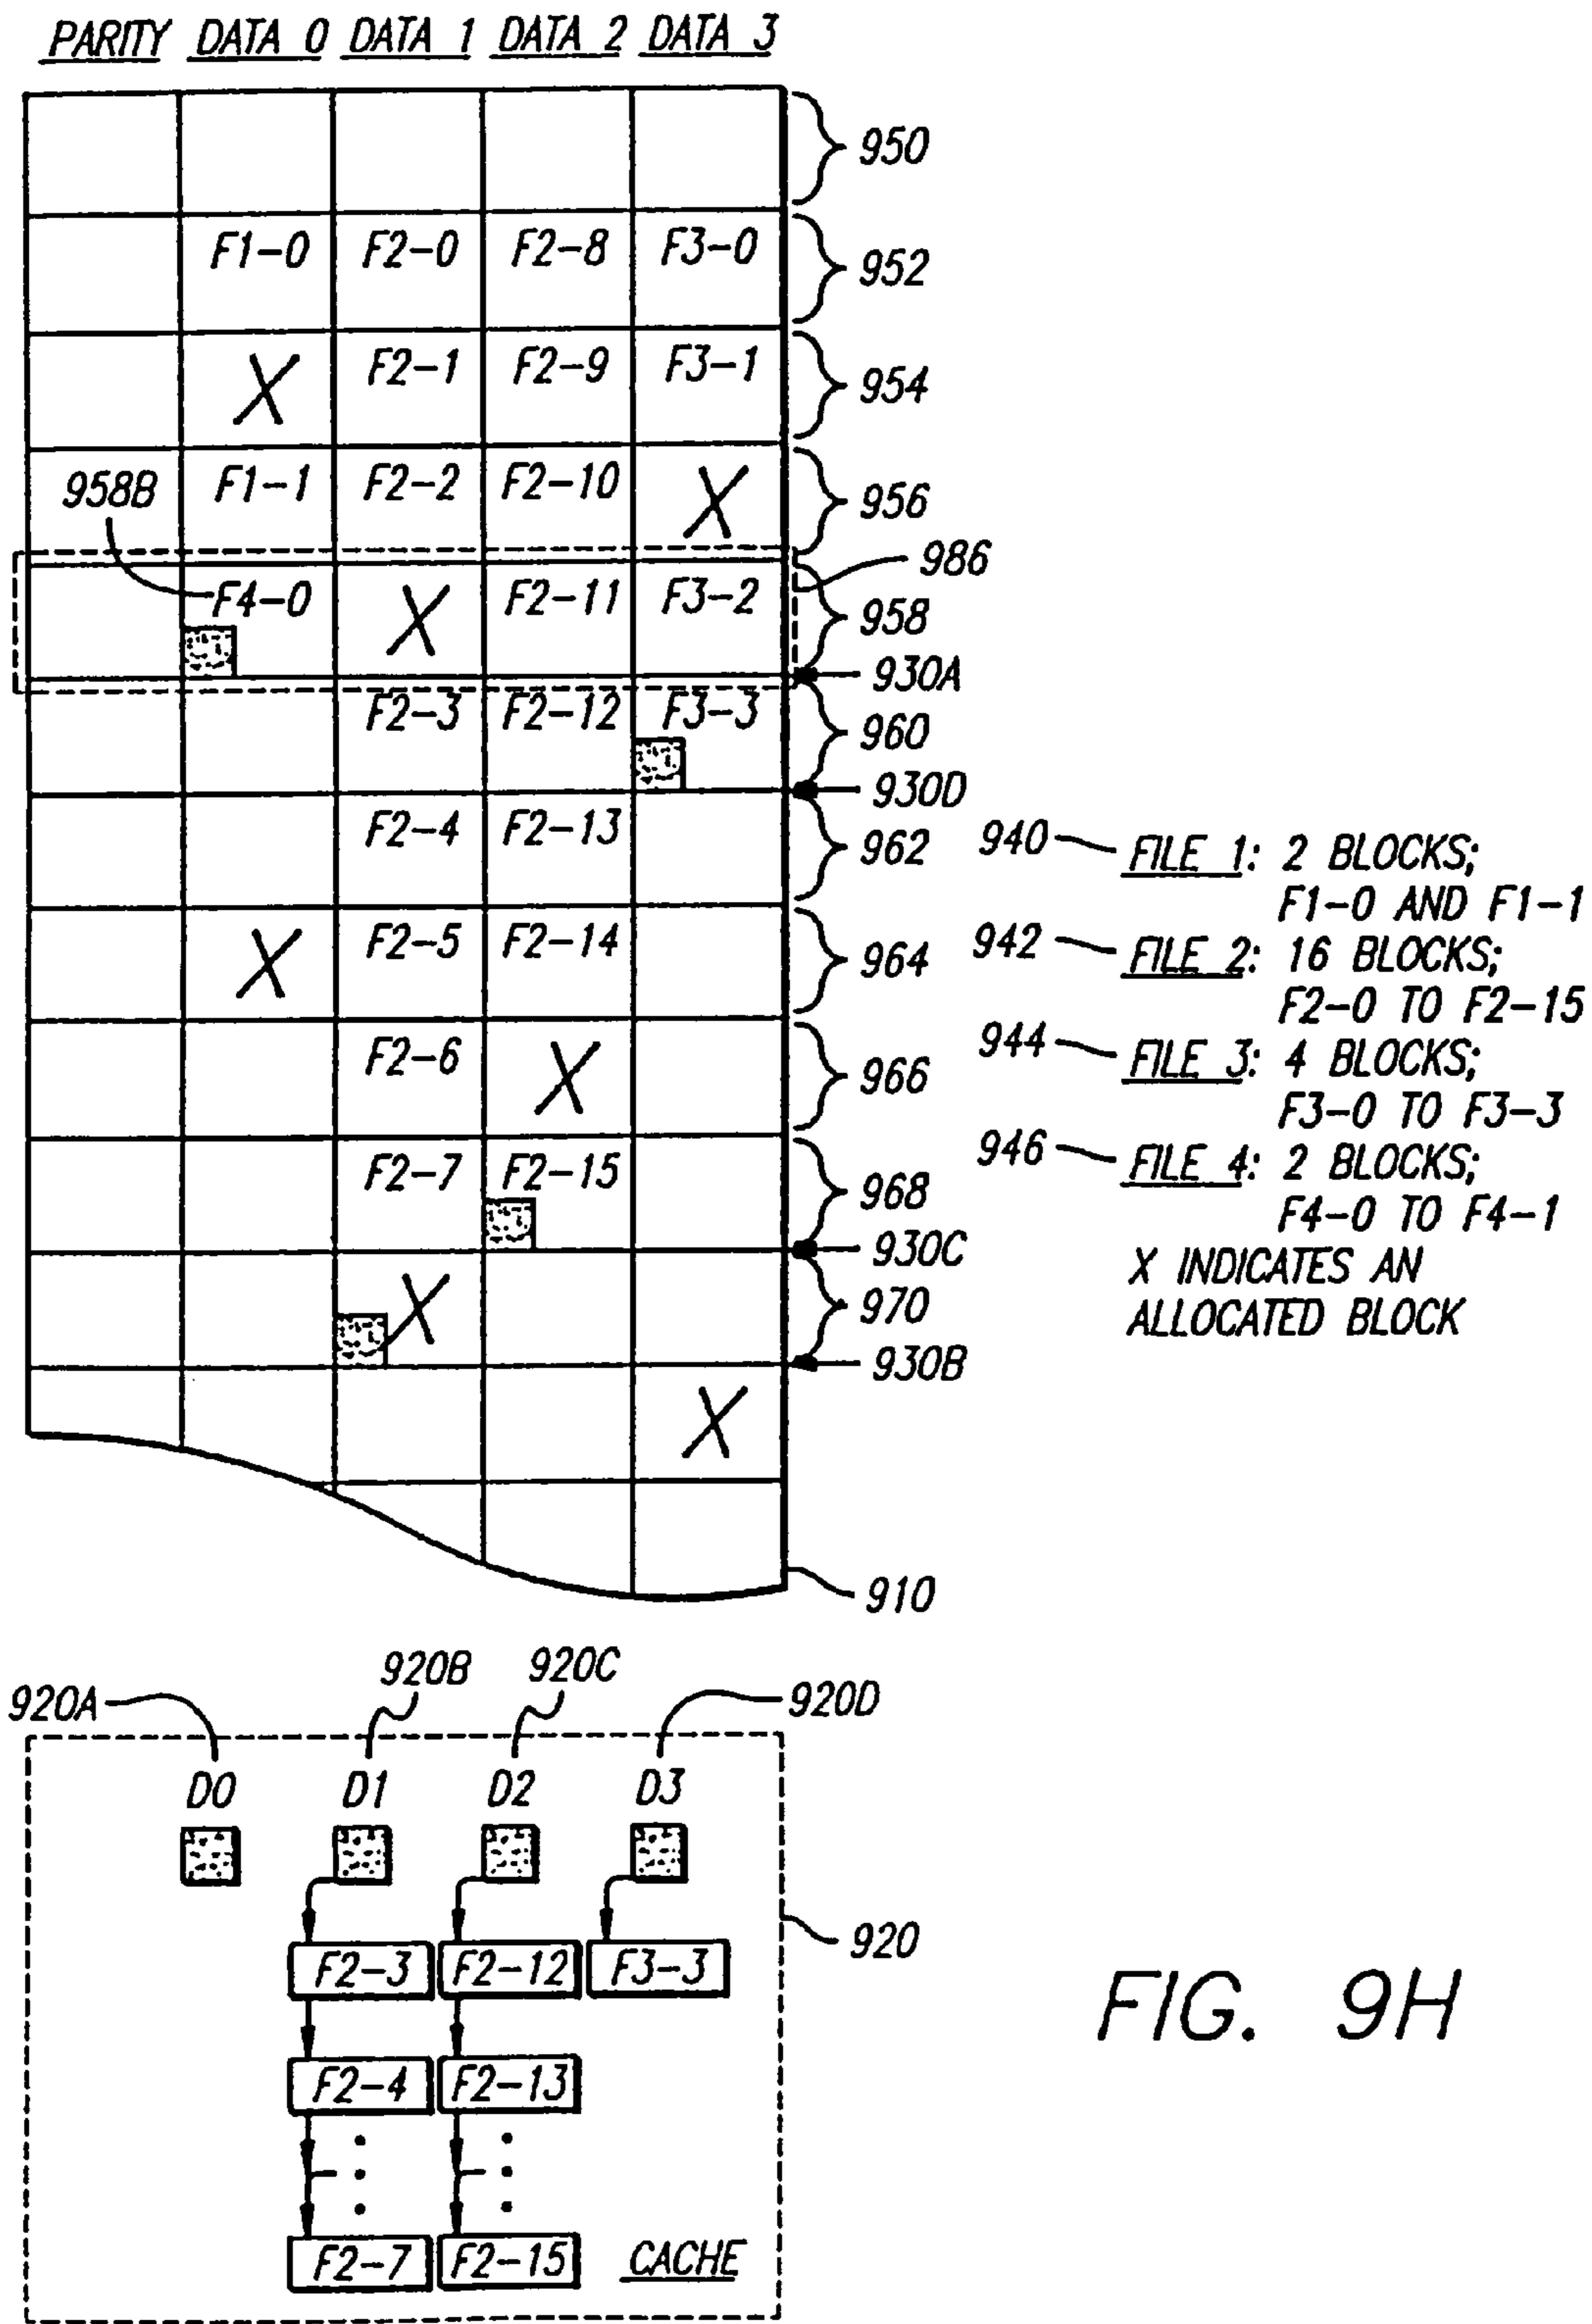 PARITY DATA 0 DATA 1 DATA 2 DATA 3
950
F1-0 F2-0 F2-8 F3-0 952
X F2-1 F2-9 F3-1 954
958B F1-1 F2-2 F2-10 X 956
986
F4-0 X F2-11 F3-2 958
930A
F2-3 F2-12 F3-3 960
930D
F2-4 F2-13 962
X F2-5 F2-14 964
F2-6 X 966
F2-7 F2-15 968
930C
X 970
930B
X
910
940 FILE 1: 2 BLOCKS;
F1-0 AND F1-1
942 FILE 2: 16 BLOCKS;
F2-0 TO F2-15
944 FILE 3: 4 BLOCKS;
F3-0 TO F3-3
946 FILE 4: 2 BLOCKS;
F4-0 TO F4-1
X INDICATES AN
ALLOCATED BLOCK
920A 920B 920C 920D
D0 D1 D2 D3
920
F2-3 F2-12 F3-3
F2-4 F2-13
F2-7 F2-15 CACHE
FIG. 9H